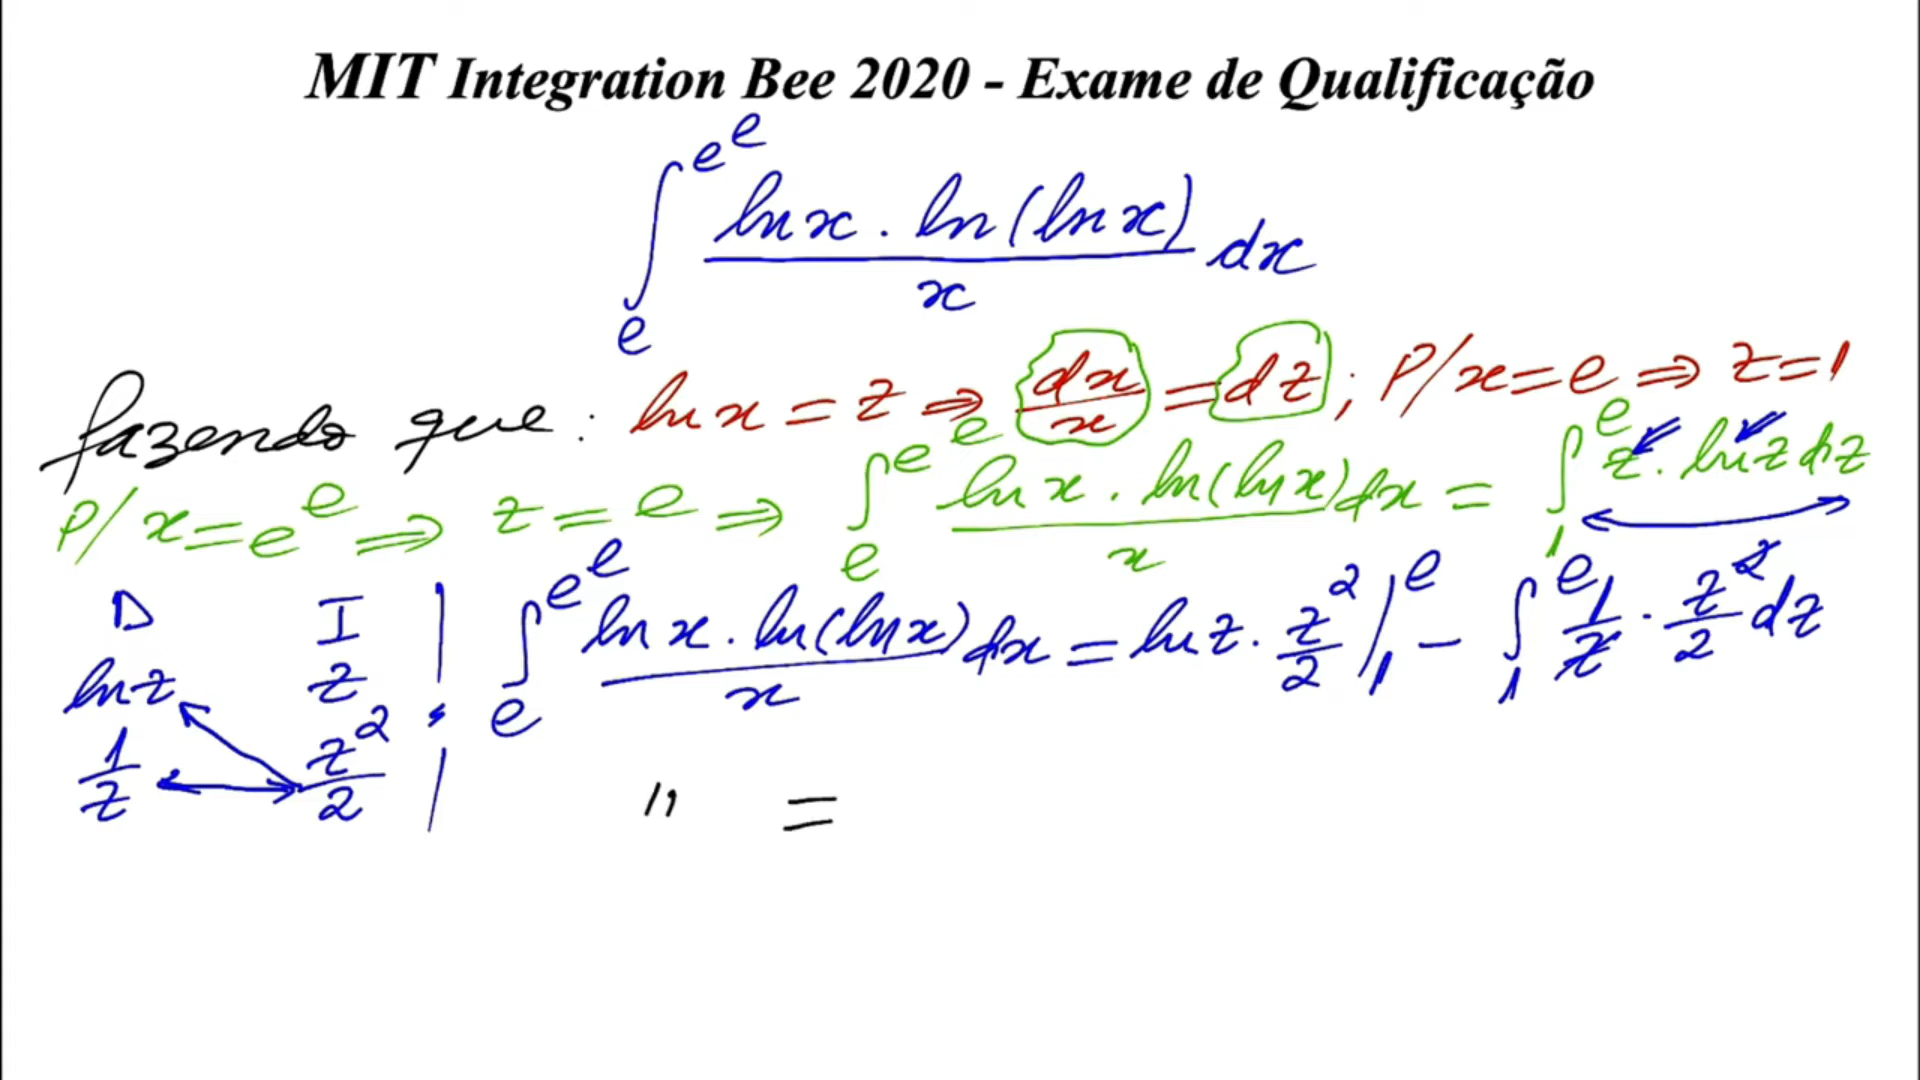 MIT Integration Bee 2020 - Exame de Qualificação
∫_e^{e^e} (ln x . ln(ln x))/x dx
fazendo que: ln x = z ⇒ dx/x = dz ; P/ x = e ⇒ z = 1
P/ x = e^e ⇒ z = e ⇒ ∫_e^{e^e} (ln x . ln(ln x))/x dx = ∫_1^e z . ln z dz
D I | ∫_e^{e^e} (ln x . ln(ln x))/x dx = ln z . z²/2 |_1^e - ∫_1^e 1/z . z²/2 dz
ln z z
1/z z²/2 | " =